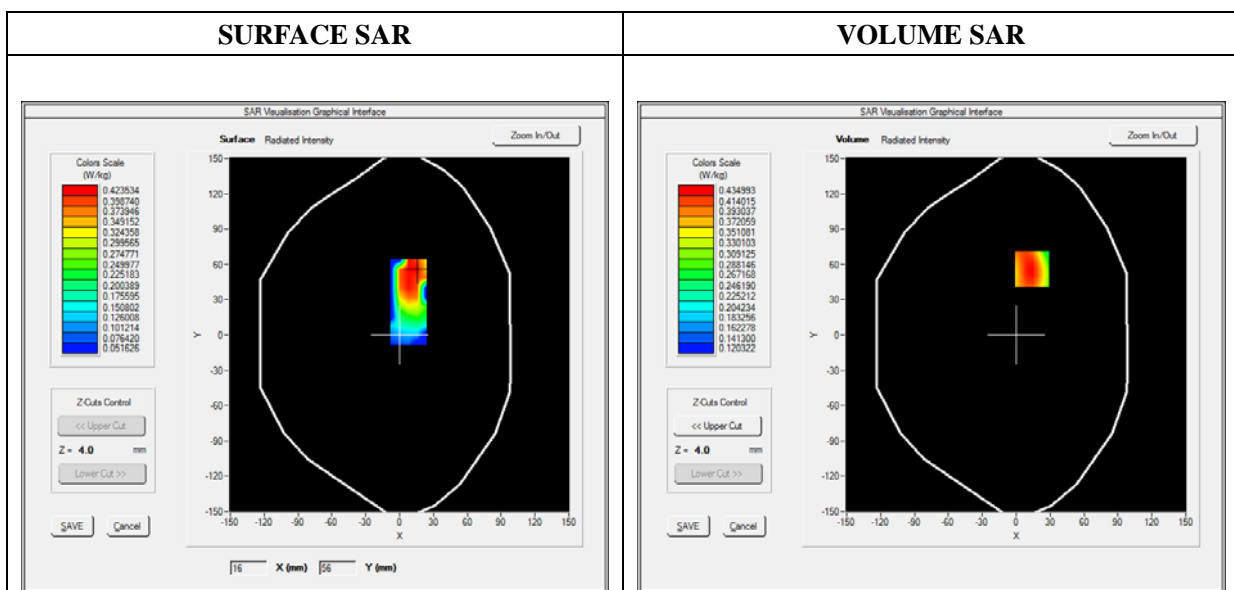 SURFACE SAR
VOLUME SAR
SAR Visualisation Graphical Interface
Surface Radiated Intensity
Zoom In/Out
Colors Scale
(W/kg)
0.423534
0.398740
0.373946
0.349152
0.324358
0.299565
0.274771
0.249977
0.225183
0.200389
0.175595
0.150802
0.126008
0.101214
0.076420
0.051626
Z-Cuts Control
<< Upper Cut
Z = 4.0 mm
Lower Cut >>
SAVE Cancel
150
120
90
60
30
0
-30
-60
-90
-120
-150
Y
-150 -120 -90 -60 -30 0 30 60 90 120 150
X
16 X (mm) 56 Y (mm)
SAR Visualisation Graphical Interface
Volume Radiated Intensity
Zoom In/Out
Colors Scale
(W/kg)
0.434993
0.414015
0.393037
0.372059
0.351081
0.330103
0.309125
0.288146
0.267168
0.246190
0.225212
0.204234
0.183256
0.162278
0.141300
0.120322
Z-Cuts Control
<< Upper Cut
Z = 4.0 mm
Lower Cut >>
SAVE Cancel
150
120
90
60
30
0
-30
-60
-90
-120
-150
Y
-150 -120 -90 -60 -30 0 30 60 90 120 150
X